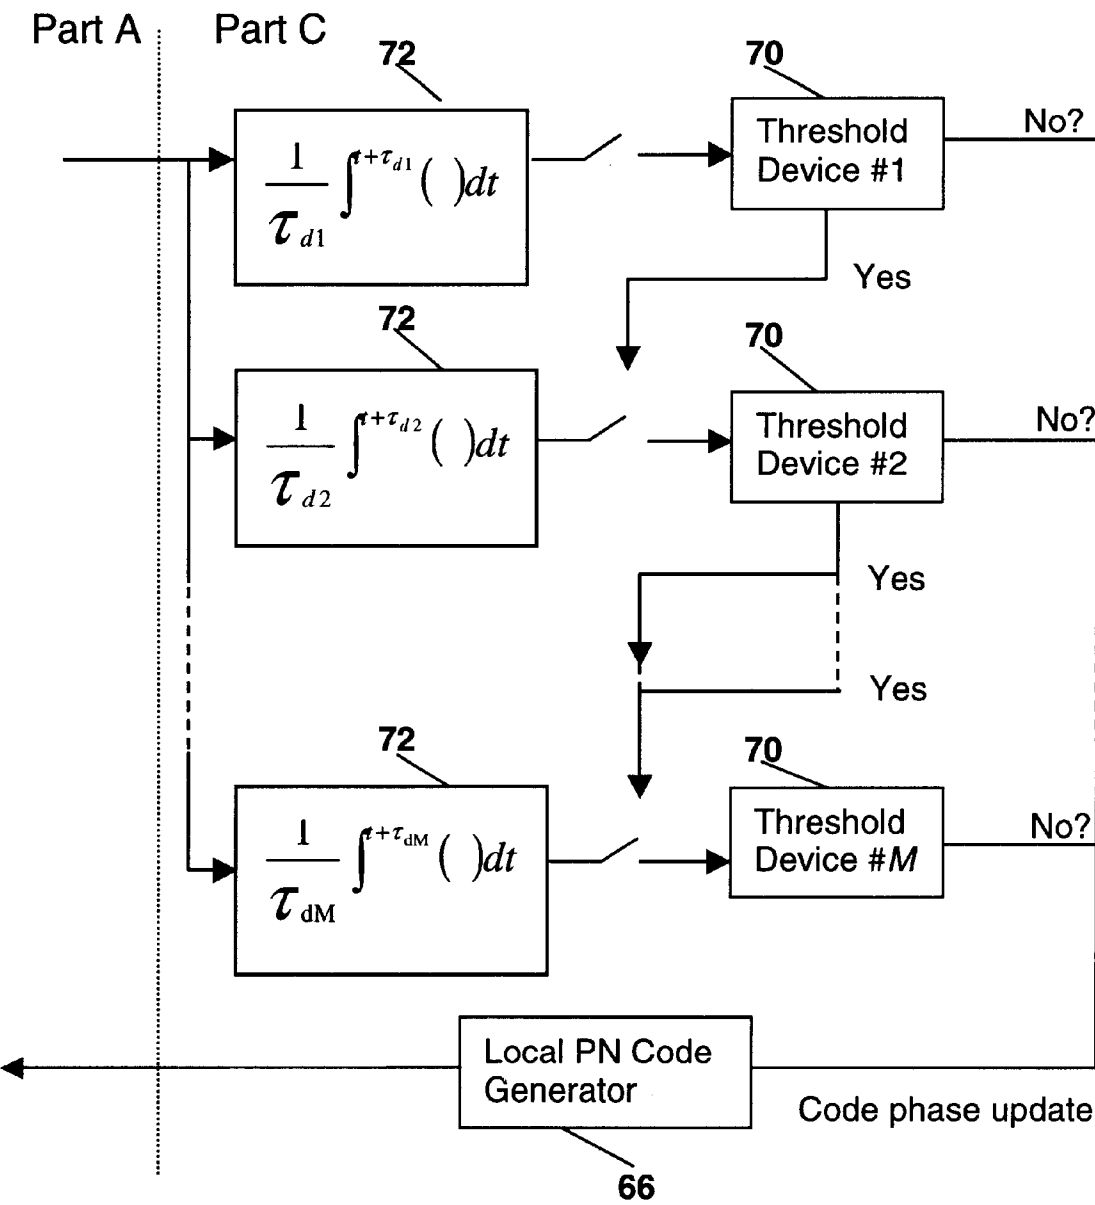 Part A
Part C
72
70
1/τd1 ∫^t+τd1 ( )dt
Threshold
Device #1
No?
Yes
72
70
1/τd2 ∫^t+τd2 ( )dt
Threshold
Device #2
No?
Yes
Yes
72
70
1/τdM ∫^t+τdM ( )dt
Threshold
Device #M
No?
Local PN Code
Generator
Code phase update
66